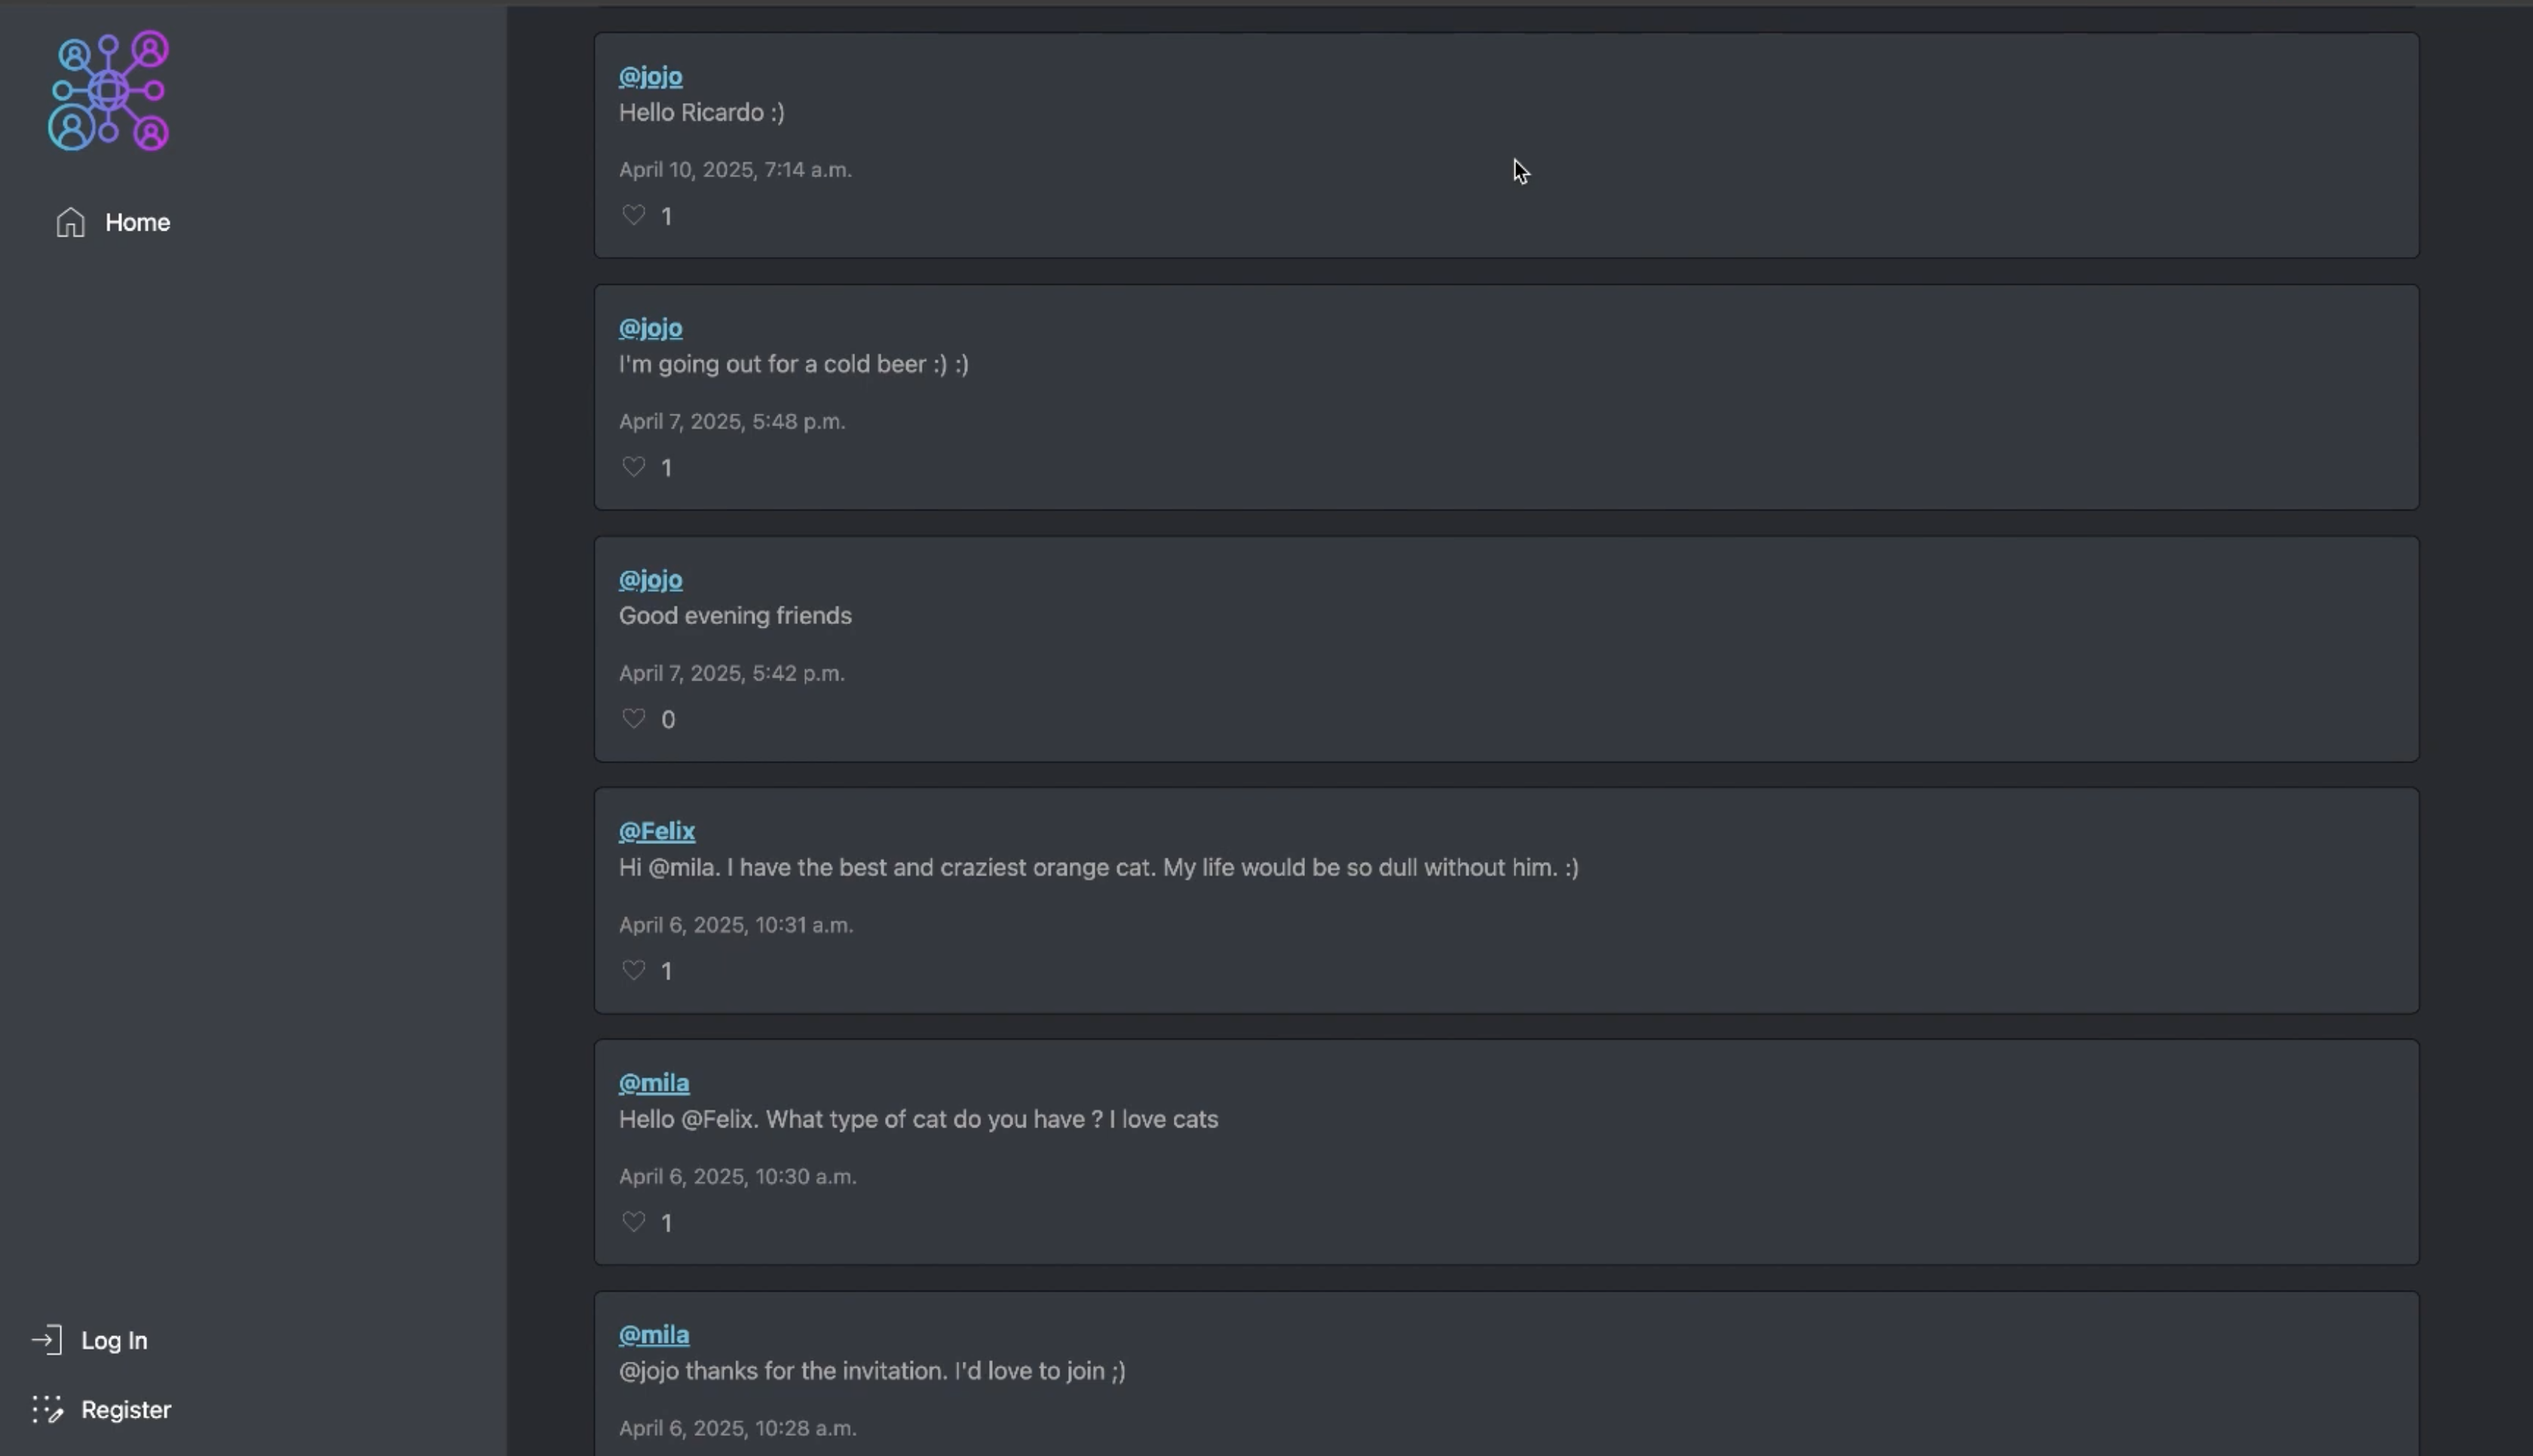 Home
Log In
Register
@jojo
Hello Ricardo :)
April 10, 2025, 7:14 a.m.
1
@jojo
I'm going out for a cold beer :) :)
April 7, 2025, 5:48 p.m.
1
@jojo
Good evening friends
April 7, 2025, 5:42 p.m.
0
@Felix
Hi @mila. I have the best and craziest orange cat. My life would be so dull without him. :)
April 6, 2025, 10:31 a.m.
1
@mila
Hello @Felix. What type of cat do you have ? I love cats
April 6, 2025, 10:30 a.m.
1
@mila
@jojo thanks for the invitation. I'd love to join ;)
April 6, 2025, 10:28 a.m.